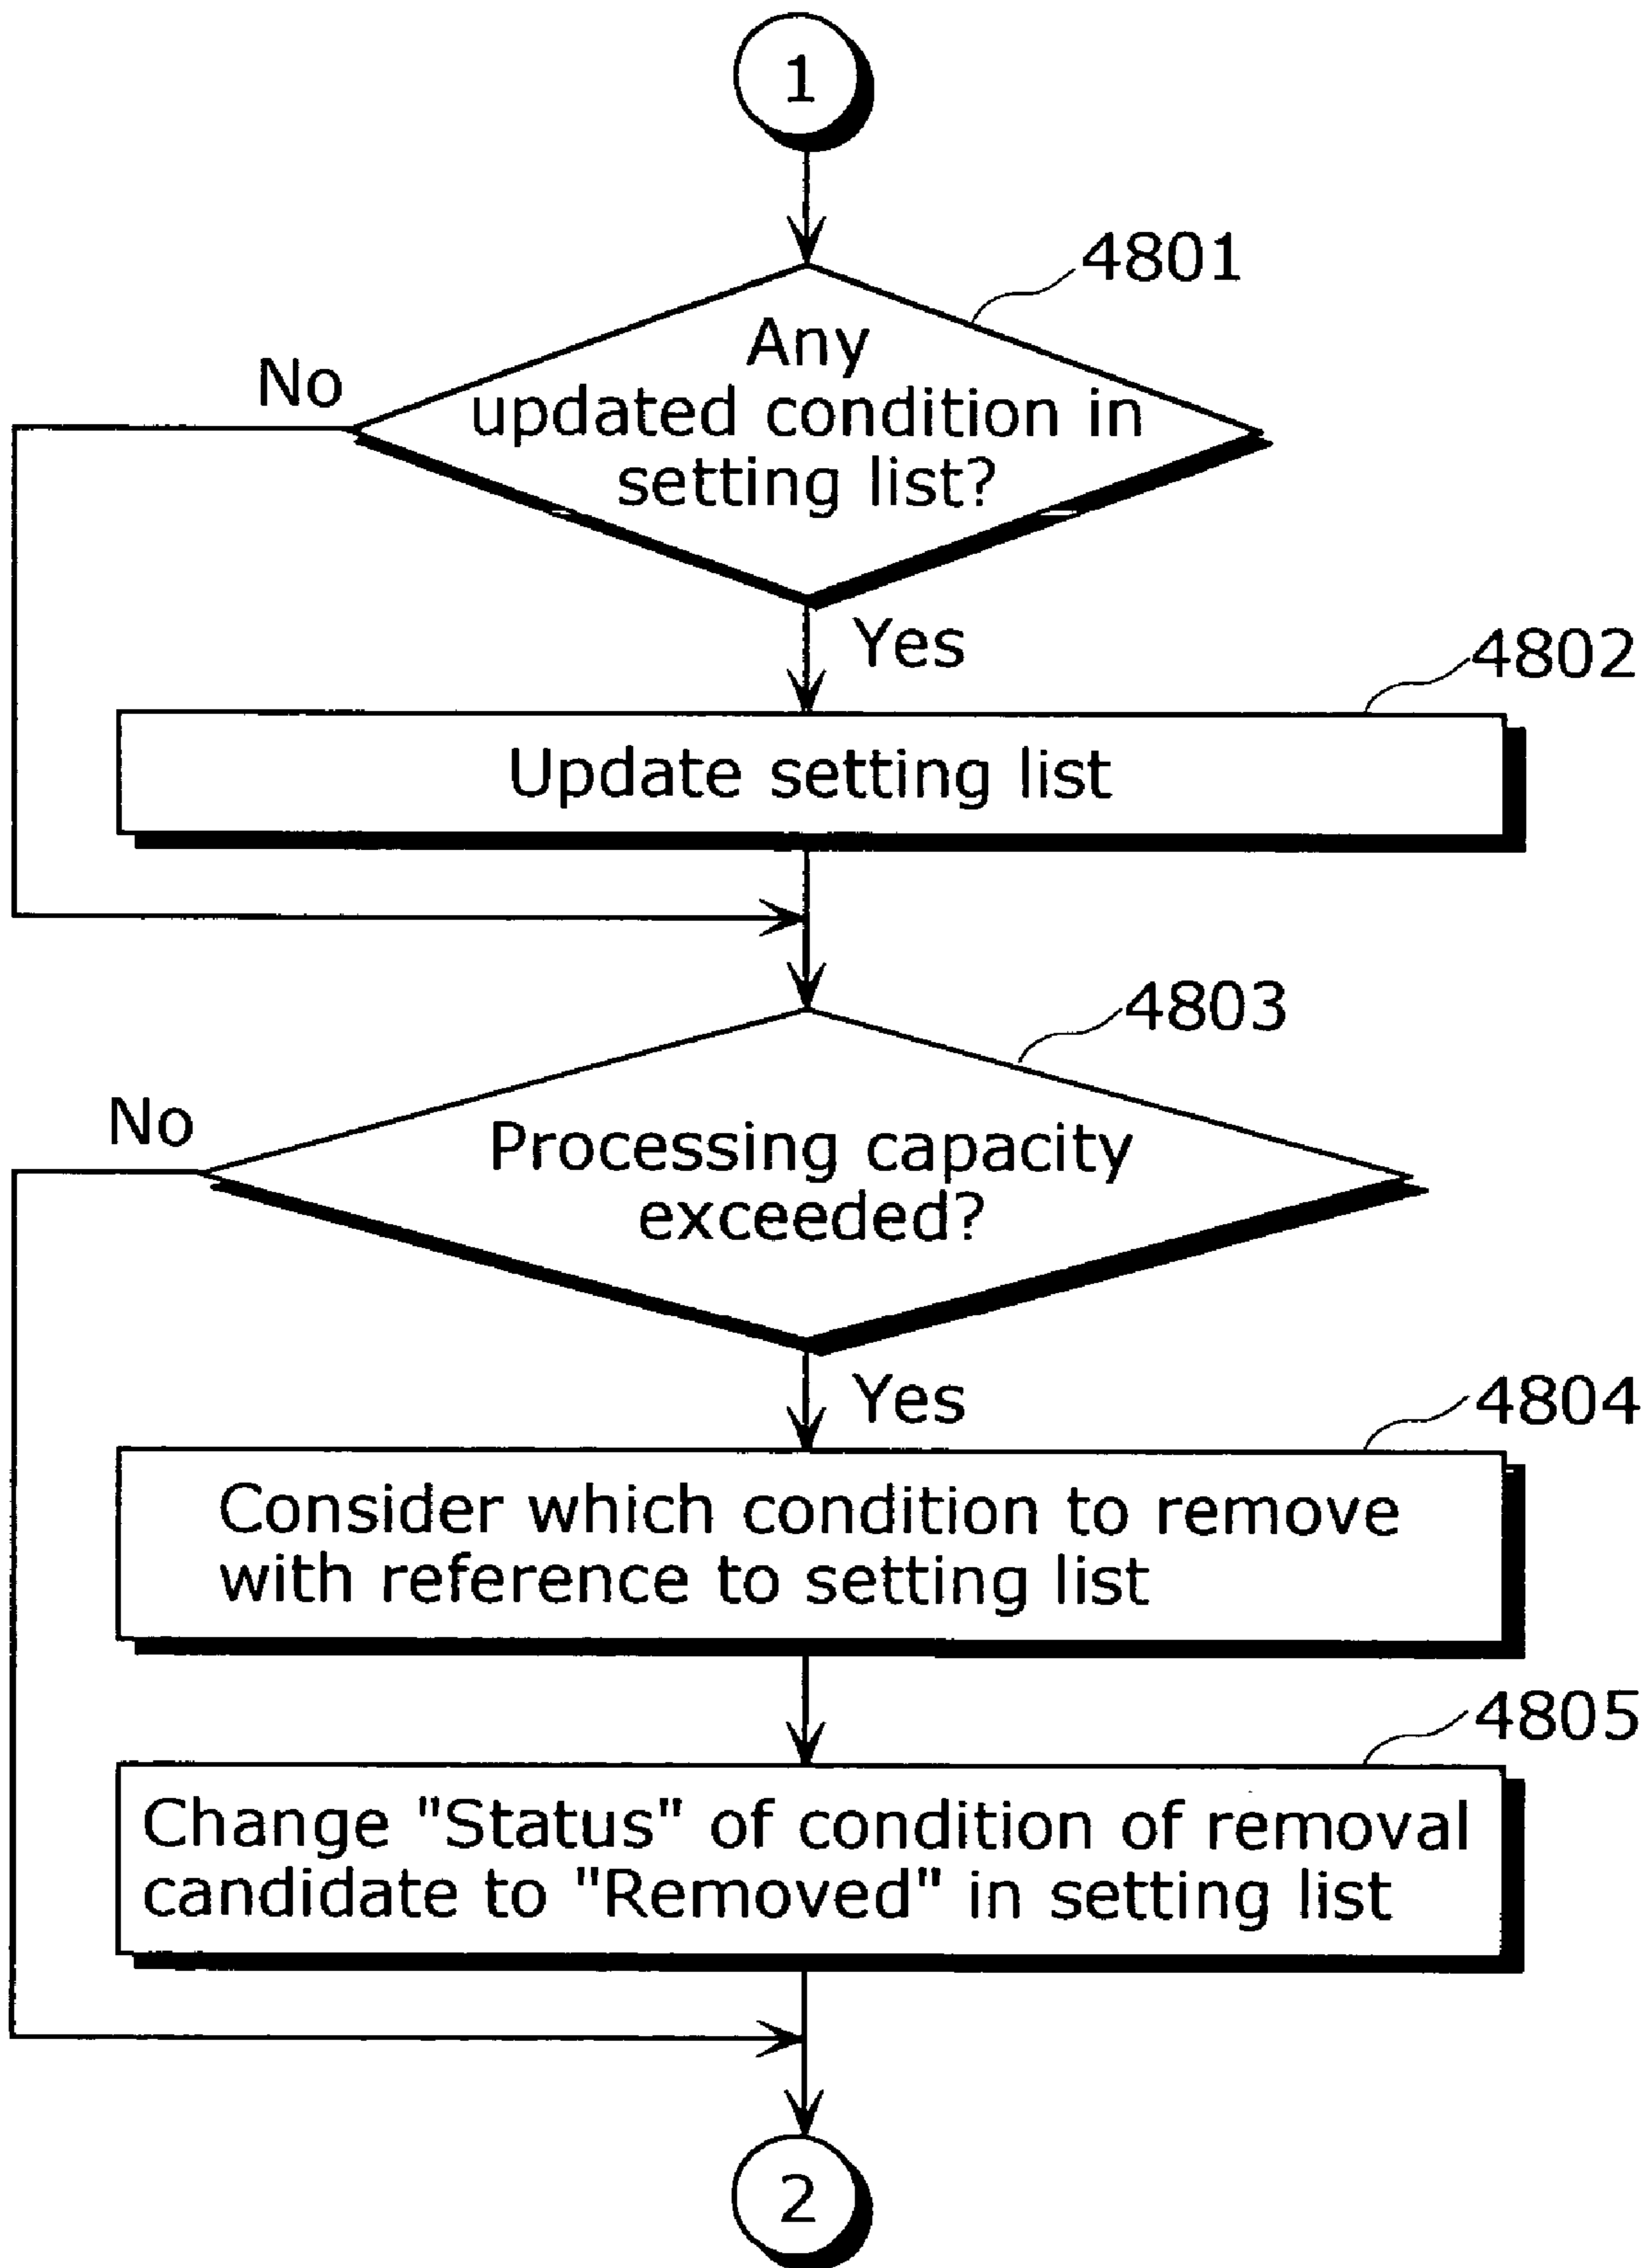 1
4801
Any
No
updated condition in
setting list?
Yes
4802
Update setting list
4803
No
Processing capacity
exceeded?
Yes
4804
Consider which condition to remove
with reference to setting list
4805
Change "Status" of condition of removal
candidate to "Removed" in setting list
2